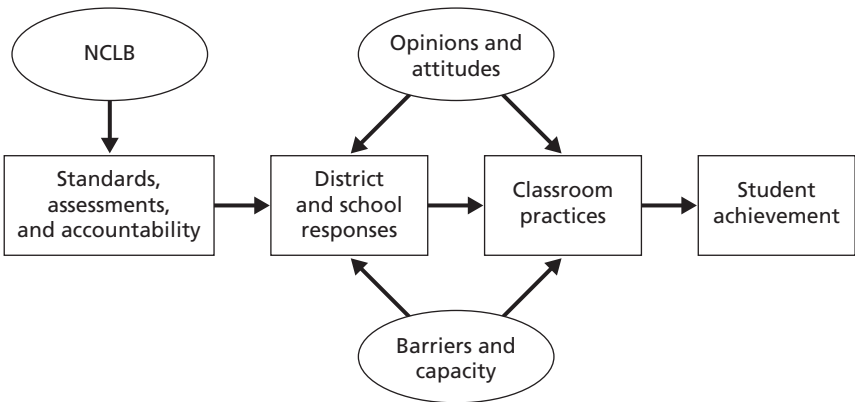 NCLB
Opinions and
attitudes
Standards,
assessments,
and accountability
District
and school
responses
Classroom
practices
Student
achievement
Barriers and
capacity